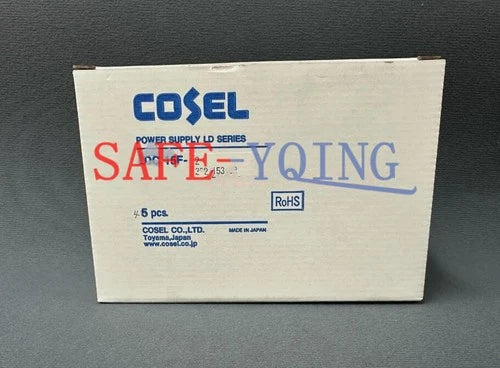 COSEL
POWER SUPPLY LD SERIES
SAFE-YQING
RoHS
5 pcs.
COSEL CO.,LTD. MADE IN JAPAN
Toyama,Japan
www.cosel.co.jp